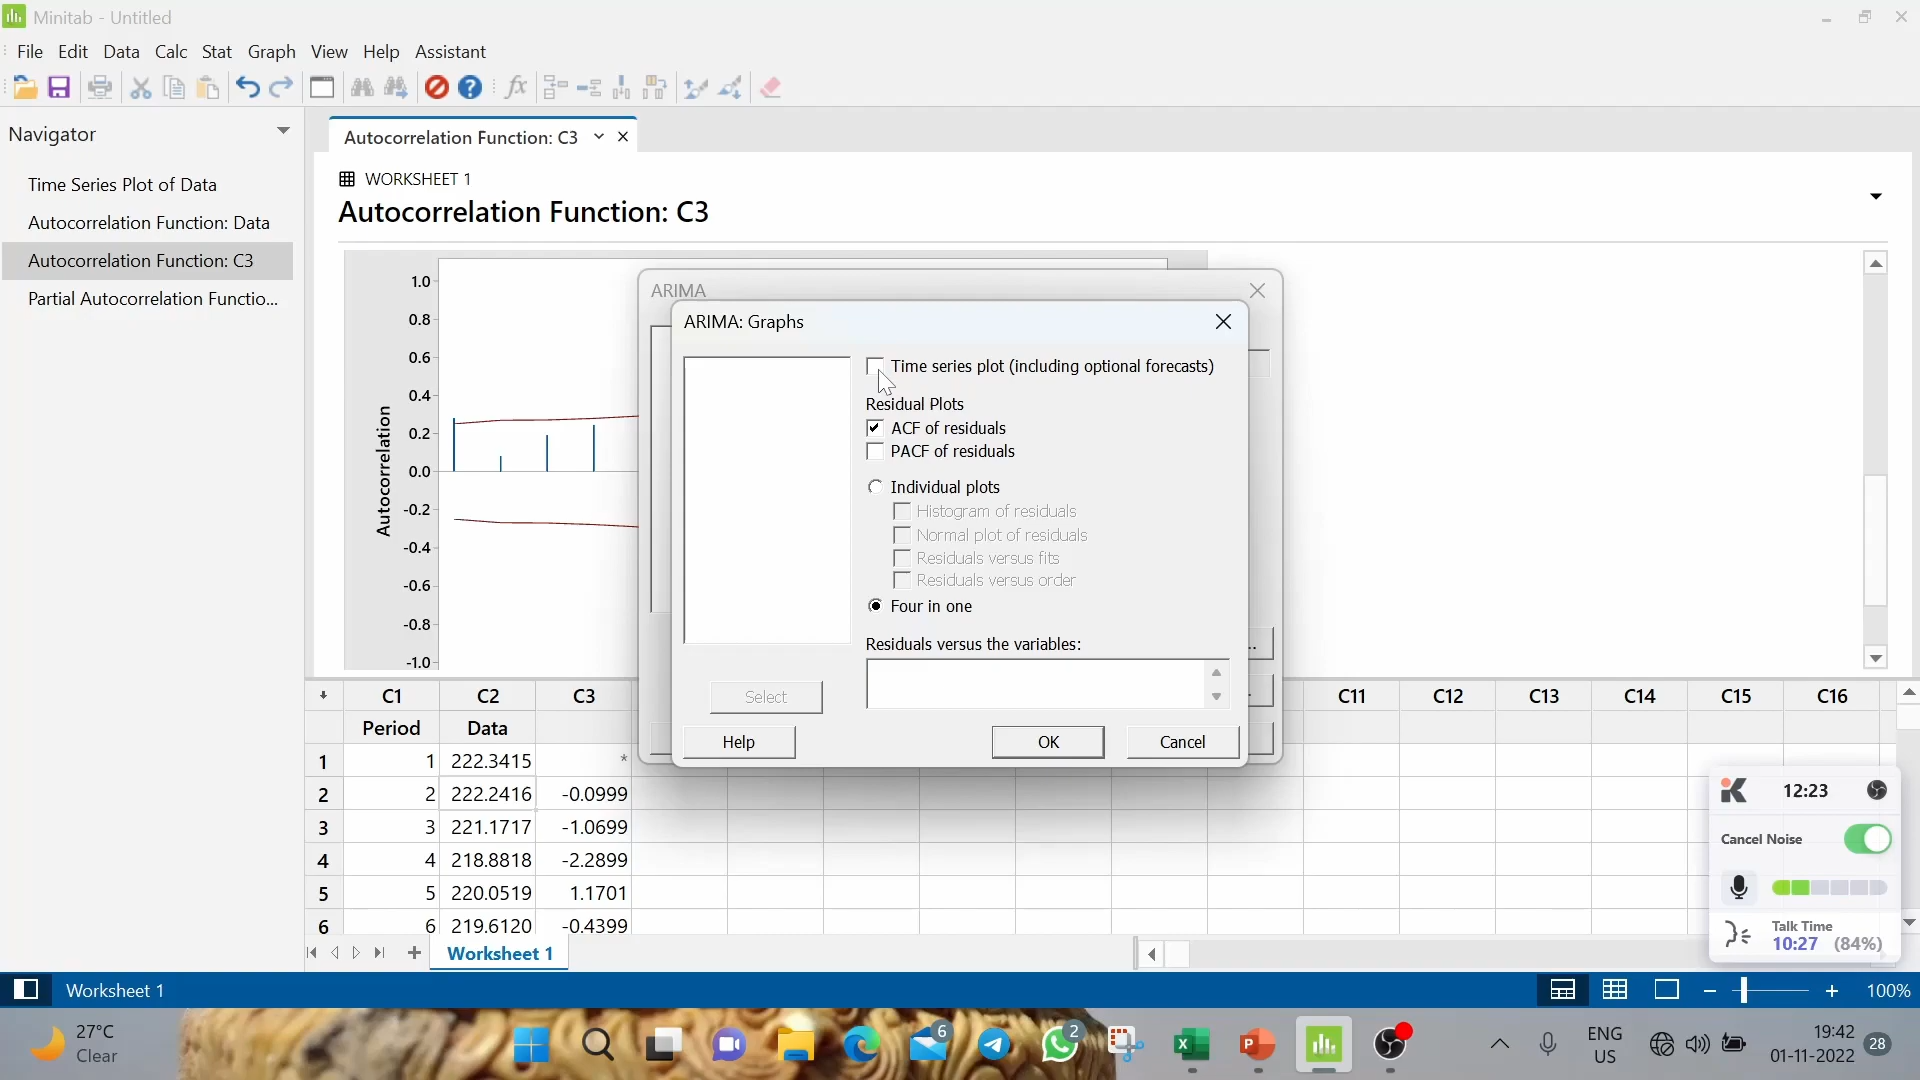 Minitab - Untitled
File Edit Data Calc Stat Graph View Help Assistant
Navigator
Time Series Plot of Data
Autocorrelation Function: Data
Autocorrelation Function: C3
Partial Autocorrelation Functio...
Autocorrelation Function: C3
WORKSHEET 1
Autocorrelation Function: C3
Autocorrelation
1.0
0.8
0.6
0.4
0.2
0.0
-0.2
-0.4
-0.6
-0.8
-1.0
ARIMA
ARIMA: Graphs
Time series plot (including optional forecasts)
Residual Plots
ACF of residuals
PACF of residuals
Individual plots
Histogram of residuals
Normal plot of residuals
Residuals versus fits
Residuals versus order
Four in one
Residuals versus the variables:
Select
Help OK Cancel
C1 C2 C3 C11 C12 C13 C14 C15 C16
Period Data
1 1 222.3415 *
2 2 222.2416 -0.0999
3 3 221.1717 -1.0699
4 4 218.8818 -2.2899
5 5 220.0519 1.1701
6 6 219.6120 -0.4399
Worksheet 1
12:23
Cancel Noise
Talk Time
10:27 (84%)
Worksheet 1
100%
27°C
Clear
6
2
ENG
US
19:42
01-11-2022
28